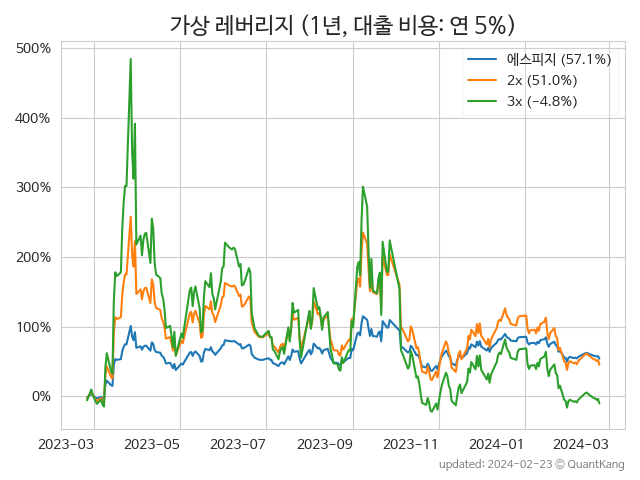 가상 레버리지 (1년, 대출 비용: 연 5%)
에스피지 (57.1%)
2x (51.0%)
3x (-4.8%)
500%
400%
300%
200%
100%
0%
2023-03 2023-05 2023-07 2023-09 2023-11 2024-01 2024-03
updated: 2024-02-23 © QuantKang